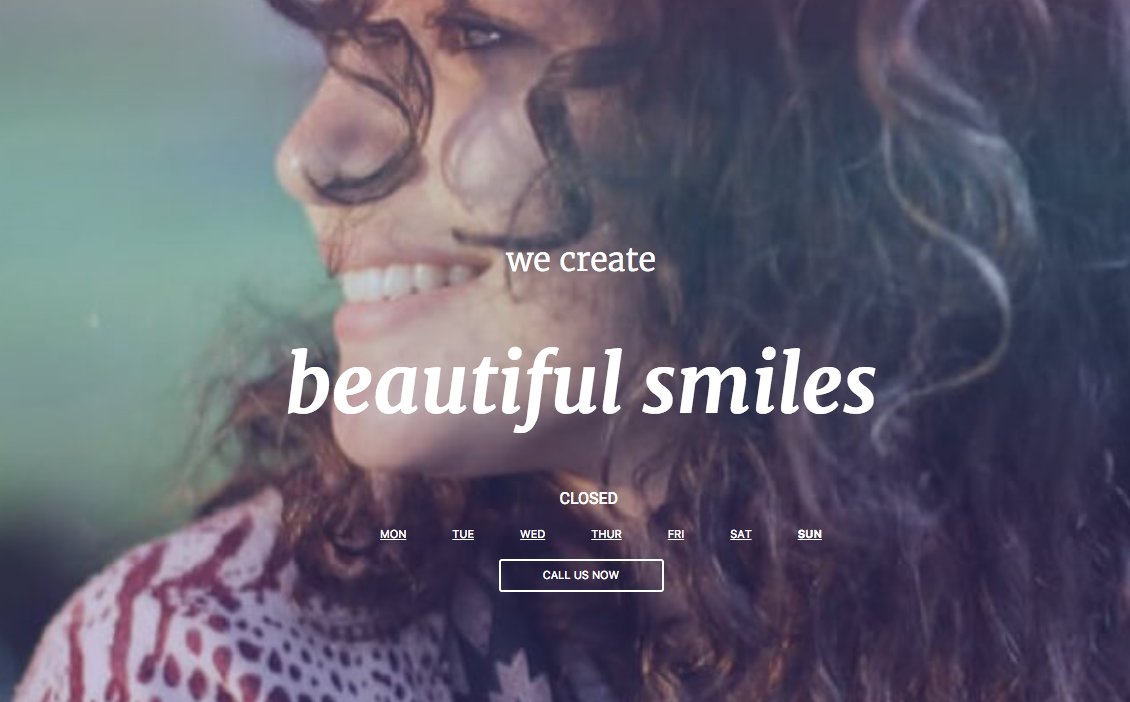 we create
beautiful smiles
CLOSED
MON TUE WED THUR FRI SAT SUN
CALL US NOW